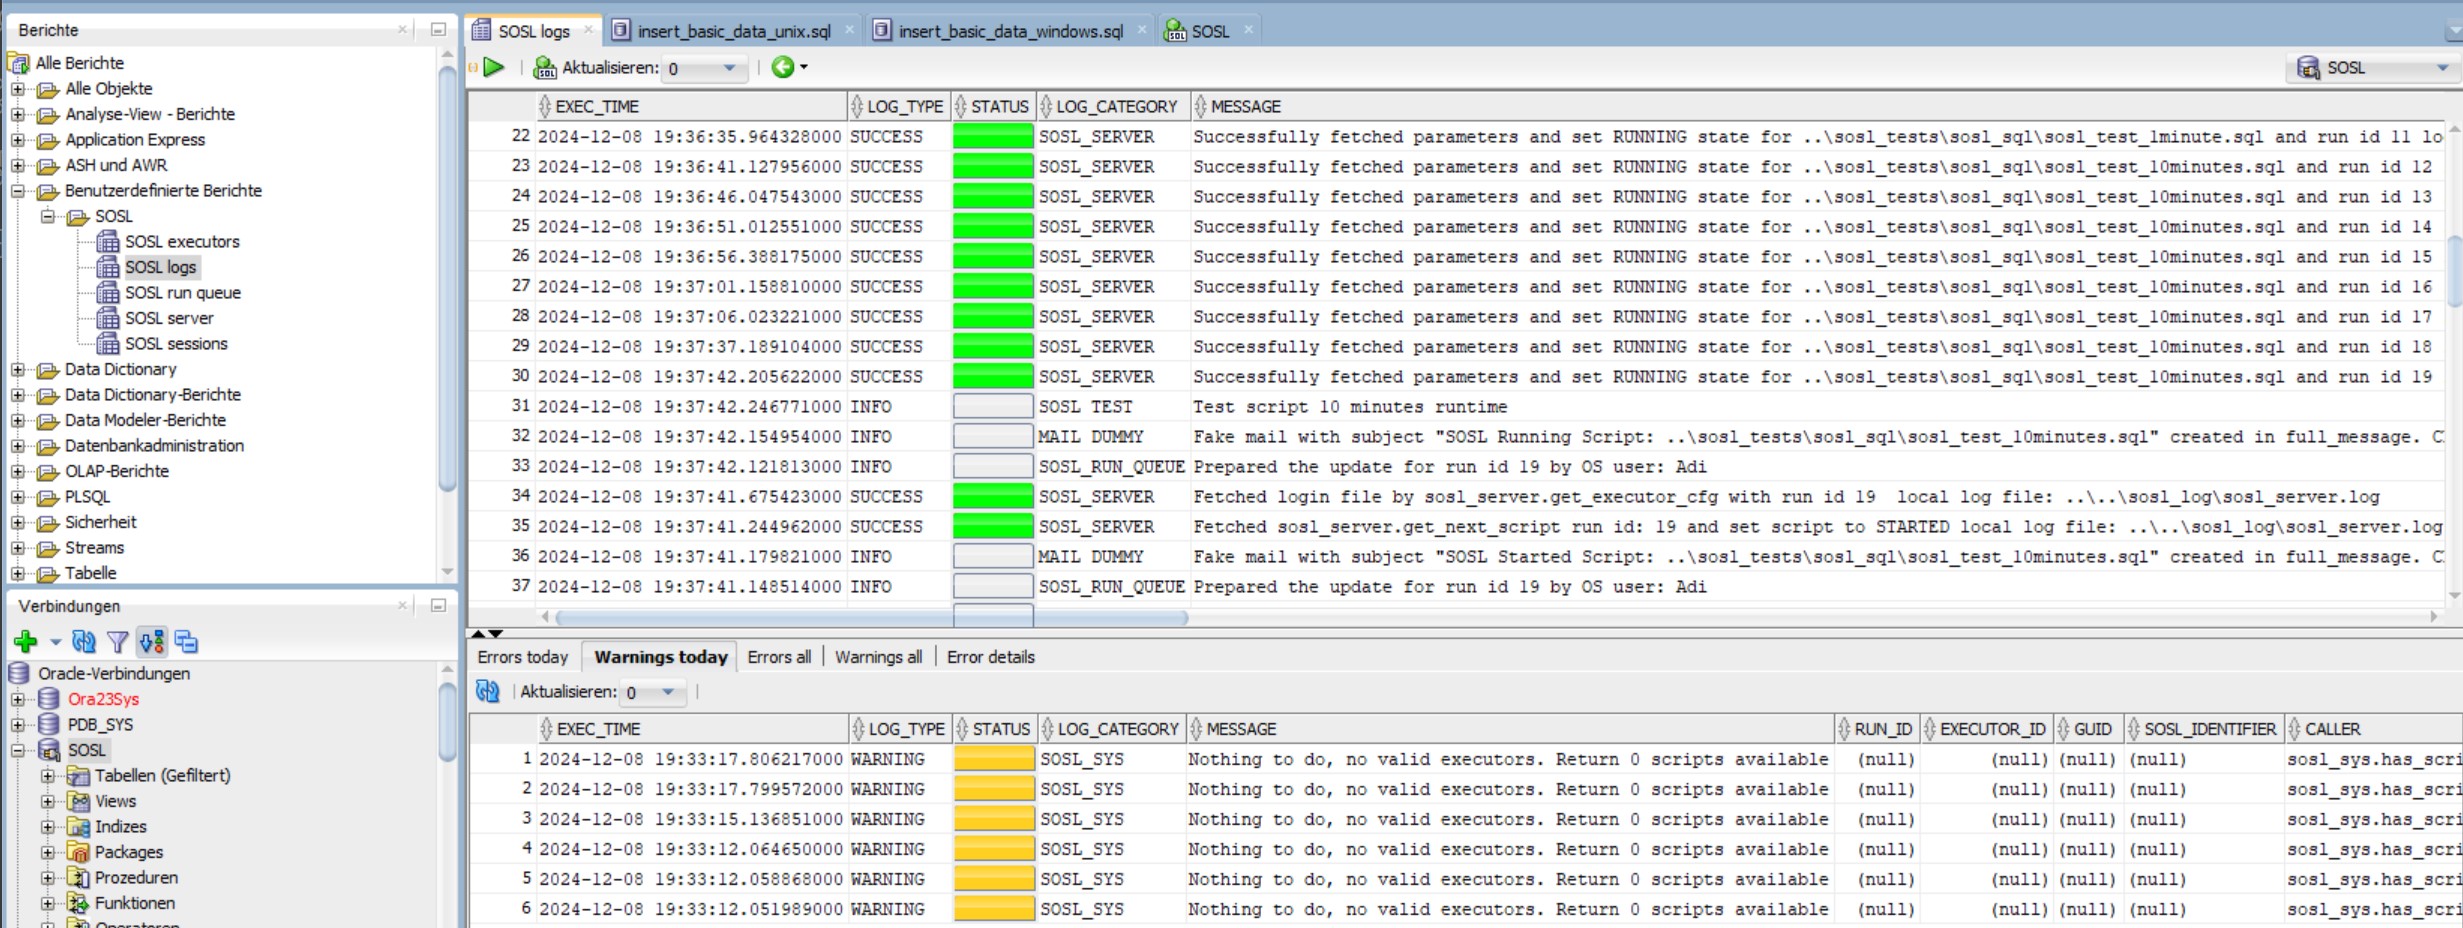 Berichte
Alle Berichte
Alle Objekte
Analyse-View - Berichte
Application Express
ASH und AWR
Benutzerdefinierte Berichte
SOSL
SOSL executors
SOSL logs
SOSL run queue
SOSL server
SOSL sessions
Data Dictionary
Data Dictionary-Berichte
Data Modeler-Berichte
Datenbankadministration
OLAP-Berichte
PLSQL
Sicherheit
Streams
Tabelle
Verbindungen
Oracle-Verbindungen
Ora23Sys
PDB_SYS
SOSL
Tabellen (Gefiltert)
Views
Indizes
Packages
Prozeduren
Funktionen
Operatoren
SOSL logs insert_basic_data_unix.sql insert_basic_data_windows.sql SOSL
Aktualisieren: 0 SOSL
EXEC_TIME LOG_TYPE STATUS LOG_CATEGORY MESSAGE
22 2024-12-08 19:36:35.964328000 SUCCESS SOSL_SERVER Successfully fetched parameters and set RUNNING state for ..\sosl_tests\sosl_sql\sosl_test_1minute.sql and run id 11 lo
23 2024-12-08 19:36:41.127956000 SUCCESS SOSL_SERVER Successfully fetched parameters and set RUNNING state for ..\sosl_tests\sosl_sql\sosl_test_10minutes.sql and run id 12
24 2024-12-08 19:36:46.047543000 SUCCESS SOSL_SERVER Successfully fetched parameters and set RUNNING state for ..\sosl_tests\sosl_sql\sosl_test_10minutes.sql and run id 13
25 2024-12-08 19:36:51.012551000 SUCCESS SOSL_SERVER Successfully fetched parameters and set RUNNING state for ..\sosl_tests\sosl_sql\sosl_test_10minutes.sql and run id 14
26 2024-12-08 19:36:56.388175000 SUCCESS SOSL_SERVER Successfully fetched parameters and set RUNNING state for ..\sosl_tests\sosl_sql\sosl_test_10minutes.sql and run id 15
27 2024-12-08 19:37:01.158810000 SUCCESS SOSL_SERVER Successfully fetched parameters and set RUNNING state for ..\sosl_tests\sosl_sql\sosl_test_10minutes.sql and run id 16
28 2024-12-08 19:37:06.023221000 SUCCESS SOSL_SERVER Successfully fetched parameters and set RUNNING state for ..\sosl_tests\sosl_sql\sosl_test_10minutes.sql and run id 17
29 2024-12-08 19:37:37.189104000 SUCCESS SOSL_SERVER Successfully fetched parameters and set RUNNING state for ..\sosl_tests\sosl_sql\sosl_test_10minutes.sql and run id 18
30 2024-12-08 19:37:42.205622000 SUCCESS SOSL_SERVER Successfully fetched parameters and set RUNNING state for ..\sosl_tests\sosl_sql\sosl_test_10minutes.sql and run id 19
31 2024-12-08 19:37:42.246771000 INFO SOSL TEST Test script 10 minutes runtime
32 2024-12-08 19:37:42.154954000 INFO MAIL DUMMY Fake mail with subject "SOSL Running Script: ..\sosl_tests\sosl_sql\sosl_test_10minutes.sql" created in full_message. C
33 2024-12-08 19:37:42.121813000 INFO SOSL_RUN_QUEUE Prepared the update for run id 19 by OS user: Adi
34 2024-12-08 19:37:41.675423000 SUCCESS SOSL_SERVER Fetched login file by sosl_server.get_executor_cfg with run id 19 local log file: ..\..\sosl_log\sosl_server.log
35 2024-12-08 19:37:41.244962000 SUCCESS SOSL_SERVER Fetched sosl_server.get_next_script run id: 19 and set script to STARTED local log file: ..\..\sosl_log\sosl_server.log
36 2024-12-08 19:37:41.179821000 INFO MAIL DUMMY Fake mail with subject "SOSL Started Script: ..\sosl_tests\sosl_sql\sosl_test_10minutes.sql" created in full_message. C
37 2024-12-08 19:37:41.148514000 INFO SOSL_RUN_QUEUE Prepared the update for run id 19 by OS user: Adi
Errors today Warnings today Errors all Warnings all Error details
Aktualisieren: 0
EXEC_TIME LOG_TYPE STATUS LOG_CATEGORY MESSAGE RUN_ID EXECUTOR_ID GUID SOSL_IDENTIFIER CALLER
1 2024-12-08 19:33:17.806217000 WARNING SOSL_SYS Nothing to do, no valid executors. Return 0 scripts available (null) (null) (null) (null) sosl_sys.has_scri
2 2024-12-08 19:33:17.799572000 WARNING SOSL_SYS Nothing to do, no valid executors. Return 0 scripts available (null) (null) (null) (null) sosl_sys.has_scri
3 2024-12-08 19:33:15.136851000 WARNING SOSL_SYS Nothing to do, no valid executors. Return 0 scripts available (null) (null) (null) (null) sosl_sys.has_scri
4 2024-12-08 19:33:12.064650000 WARNING SOSL_SYS Nothing to do, no valid executors. Return 0 scripts available (null) (null) (null) (null) sosl_sys.has_scri
5 2024-12-08 19:33:12.058868000 WARNING SOSL_SYS Nothing to do, no valid executors. Return 0 scripts available (null) (null) (null) (null) sosl_sys.has_scri
6 2024-12-08 19:33:12.051989000 WARNING SOSL_SYS Nothing to do, no valid executors. Return 0 scripts available (null) (null) (null) (null) sosl_sys.has_scri